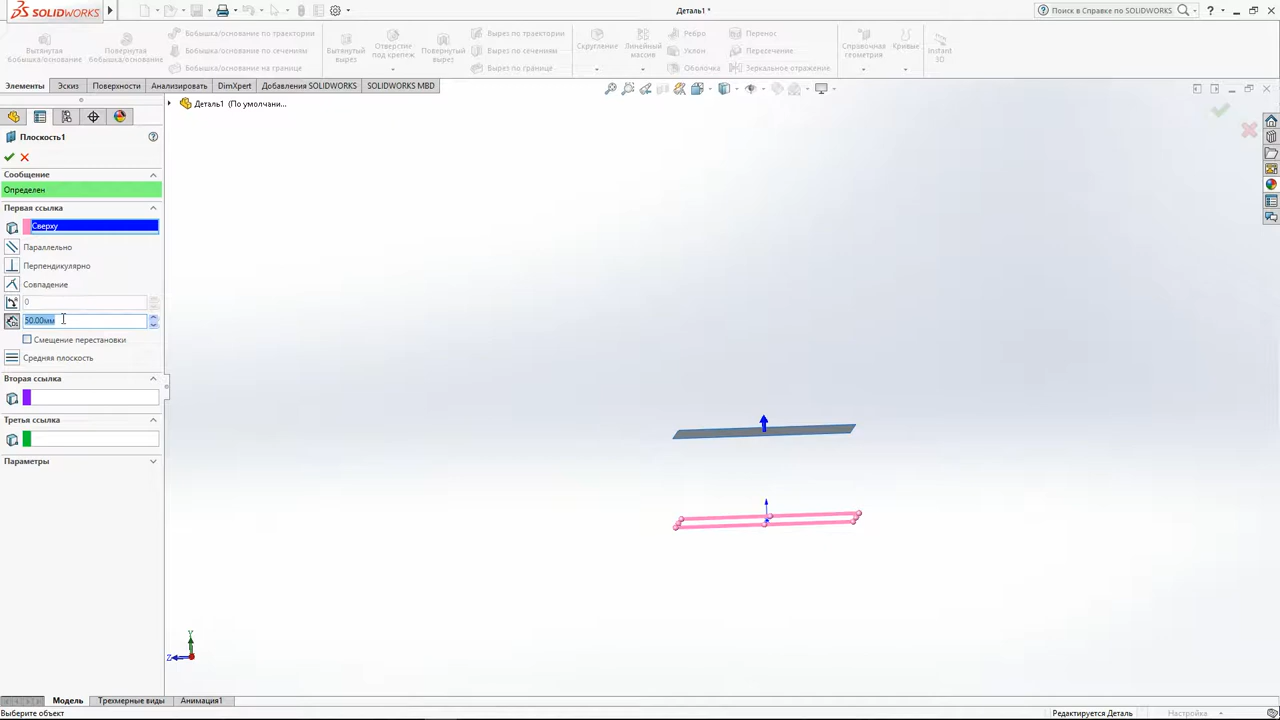 SOLIDWORKS
Деталь1 *
Поиск в Справке по SOLIDWORKS
Вытянутая бобышка/основание
Повернутая бобышка/основание
Бобышка/основание по траектории
Бобышка/основание по сечениям
Бобышка/основание на границе
Вытянутый вырез
Отверстие под крепеж
Повернутый вырез
Вырез по траектории
Вырез по сечениям
Вырез по границе
Скругление
Линейный массив
Ребро
Уклон
Оболочка
Перенос
Пересечение
Зеркальное отражение
Справочная геометрия
Кривые
Instant 3D
Элементы
Эскиз
Поверхности
Анализировать
DimXpert
Добавления SOLIDWORKS
SOLIDWORKS MBD
Деталь1 (По умолчани...
Плоскость1
Сообщение
Определен
Первая ссылка
Сверху
Параллельно
Перпендикулярно
Совпадение
0
50.00мм
Смещение перестановки
Средняя плоскость
Вторая ссылка
Третья ссылка
Параметры
Y
Z
Модель
Трехмерные виды
Анимация1
Выберите объект
Редактируется Деталь
Настройка